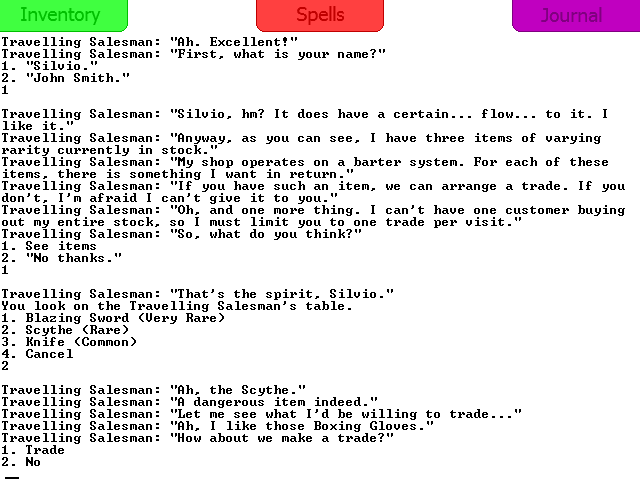 Inventory
Spells
Journal
Travelling Salesman: "Ah. Excellent!"
Travelling Salesman: "First, what is your name?"
1. "Silvio."
2. "John Smith."
1
Travelling Salesman: "Silvio, hm? It does have a certain... flow... to it. I
like it."
Travelling Salesman: "Anyway, as you can see, I have three items of varying
rarity currently in stock."
Travelling Salesman: "My shop operates on a barter system. For each of these
items, there is something I want in return."
Travelling Salesman: "If you have such an item, we can arrange a trade. If you
don't, I'm afraid I can't give it to you."
Travelling Salesman: "Oh, and one more thing. I can't have one customer buying
out my entire stock, so I must limit you to one trade per visit."
Travelling Salesman: "So, what do you think?"
1. See items
2. "No thanks."
1
Travelling Salesman: "That's the spirit, Silvio."
You look on the Travelling Salesman's table.
1. Blazing Sword (Very Rare)
2. Scythe (Rare)
3. Knife (Common)
4. Cancel
2
Travelling Salesman: "Ah, the Scythe."
Travelling Salesman: "A dangerous item indeed."
Travelling Salesman: "Let me see what I'd be willing to trade..."
Travelling Salesman: "Ah, I like those Boxing Gloves."
Travelling Salesman: "How about we make a trade?"
1. Trade
2. No